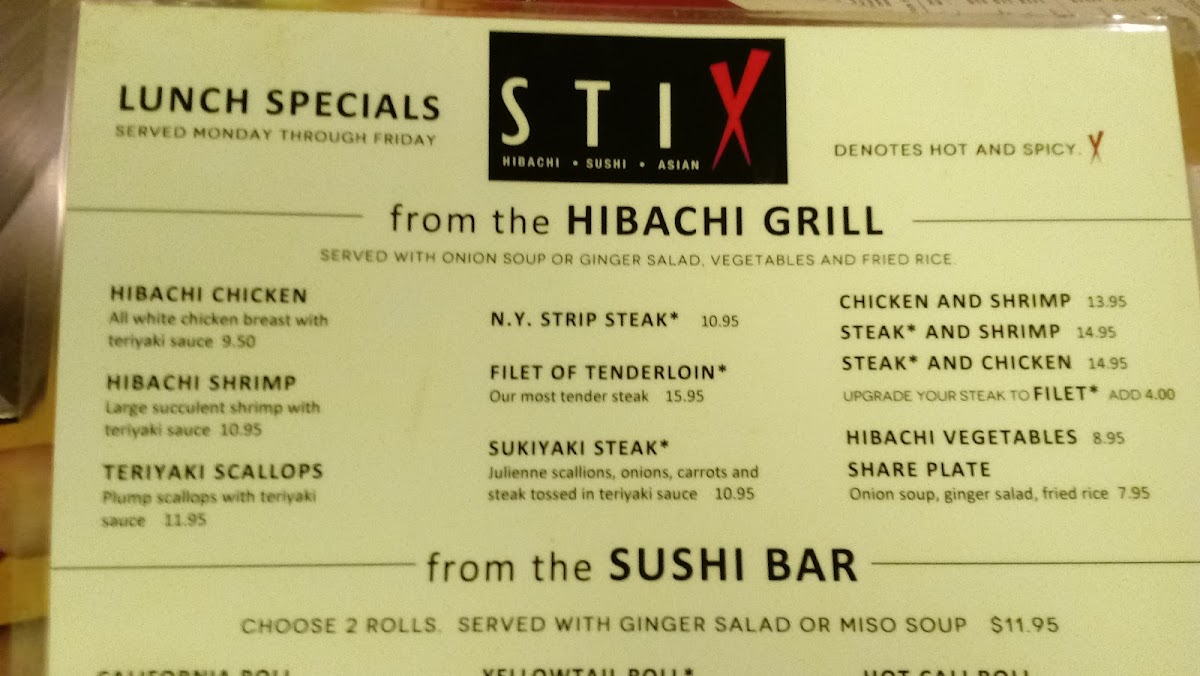 LUNCH SPECIALS
SERVED MONDAY THROUGH FRIDAY
STIX
HIBACHI • SUSHI • ASIAN
DENOTES HOT AND SPICY.
from the HIBACHI GRILL
SERVED WITH ONION SOUP OR GINGER SALAD, VEGETABLES AND FRIED RICE.
HIBACHI CHICKEN
All white chicken breast with
teriyaki sauce 9.50
HIBACHI SHRIMP
Large succulent shrimp with
teriyaki sauce 10.95
TERIYAKI SCALLOPS
Plump scallops with teriyaki
sauce 11.95
N.Y. STRIP STEAK* 10.95
FILET OF TENDERLOIN*
Our most tender steak 15.95
SUKIYAKI STEAK*
Julienne scallions, onions, carrots and
steak tossed in teriyaki sauce 10.95
CHICKEN AND SHRIMP 13.95
STEAK* AND SHRIMP 14.95
STEAK* AND CHICKEN 14.95
UPGRADE YOUR STEAK TO FILET* ADD 4.00
HIBACHI VEGETABLES 8.95
SHARE PLATE
Onion soup, ginger salad, fried rice 7.95
from the SUSHI BAR
CHOOSE 2 ROLLS. SERVED WITH GINGER SALAD OR MISO SOUP $11.95
CALIFORNIA ROLL
YELLOWTAIL ROLL*
HOT CALI ROLL